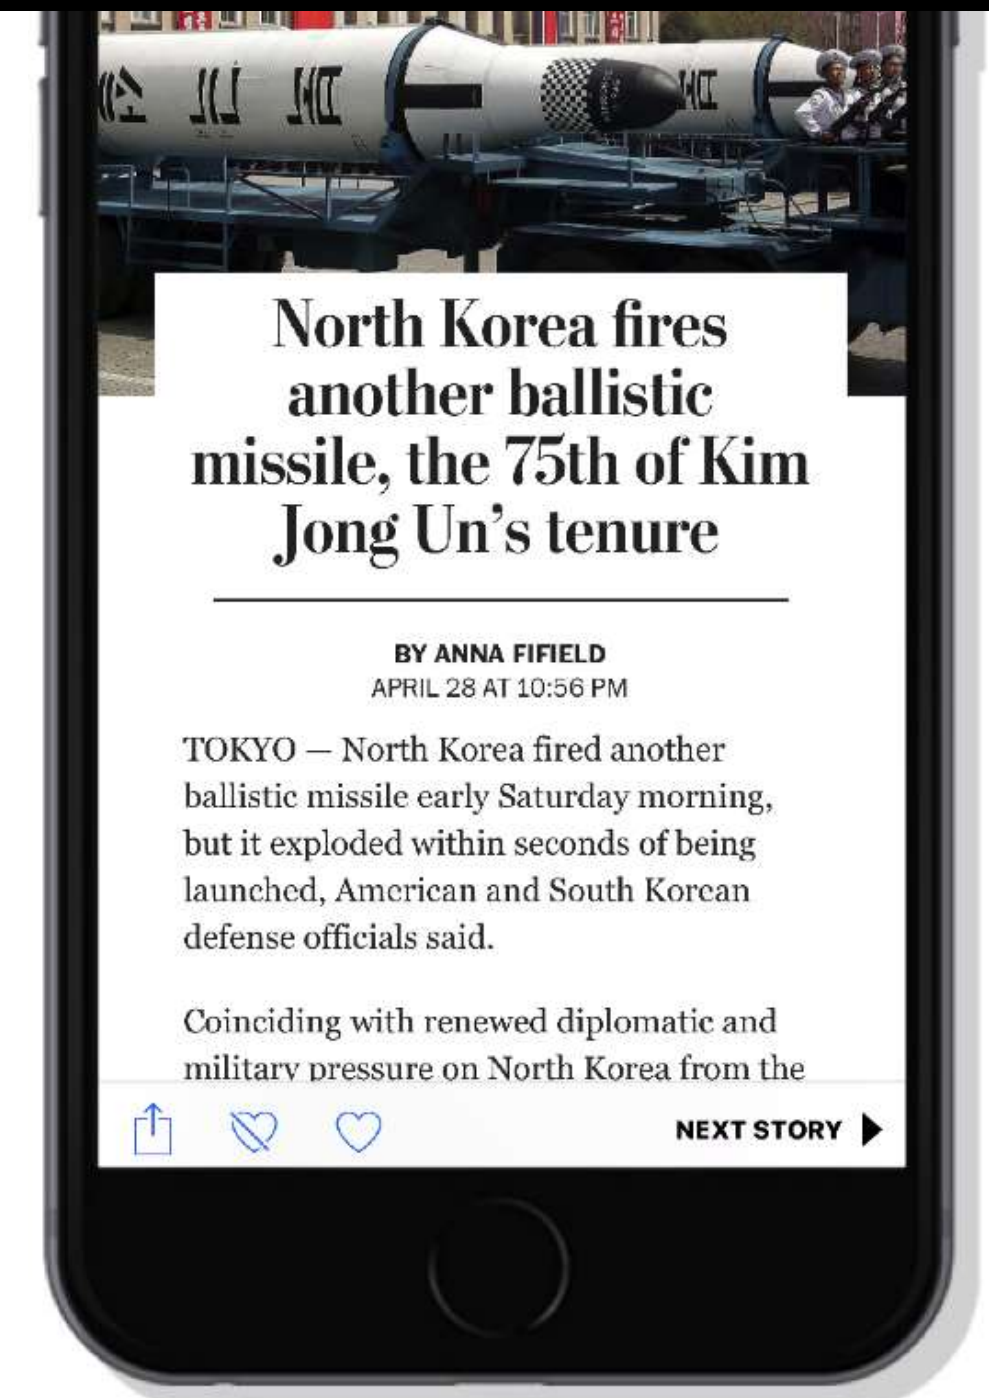 North Korea fires
another ballistic
missile, the 75th of Kim
Jong Un’s tenure
BY ANNA FIFIELD
APRIL 28 AT 10:56 PM
TOKYO — North Korea fired another
ballistic missile early Saturday morning,
but it exploded within seconds of being
launched, American and South Korean
defense officials said.
Coinciding with renewed diplomatic and
military pressure on North Korea from the
NEXT STORY